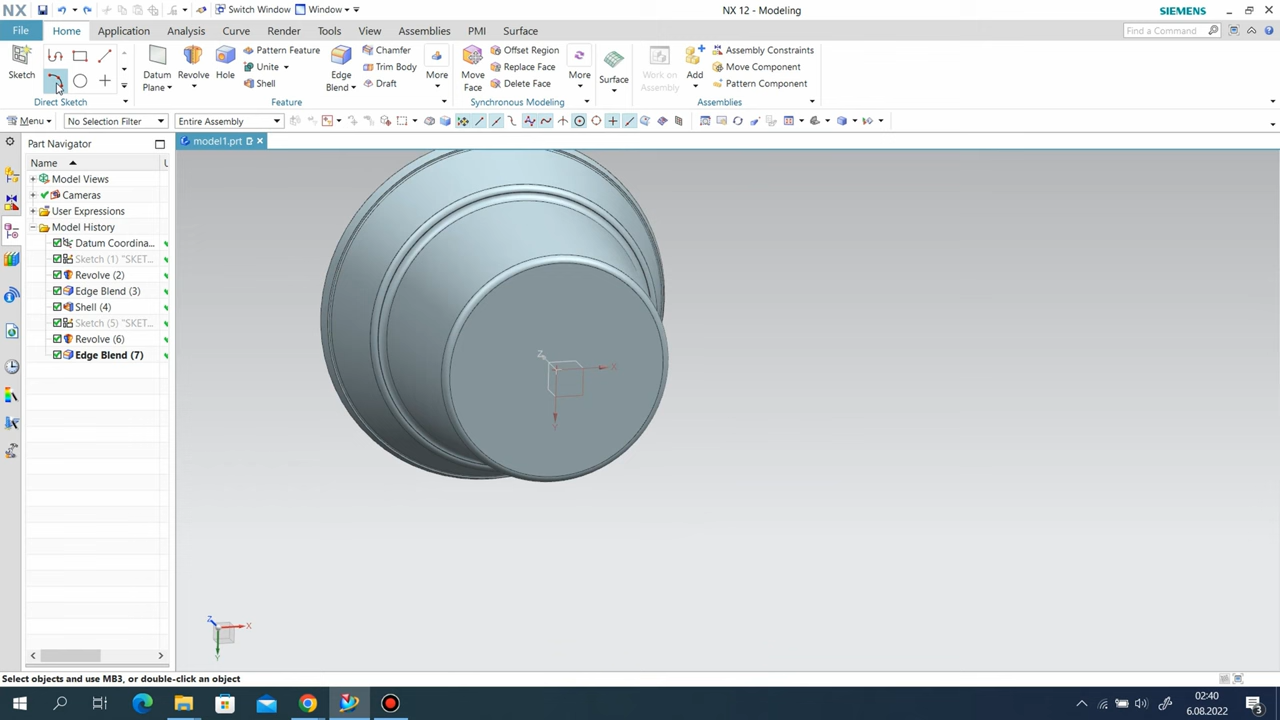 NX
Switch Window
Window
NX 12 - Modeling
SIEMENS
File
Home
Application
Analysis
Curve
Render
Tools
View
Assemblies
PMI
Surface
Find a Command
Sketch
Direct Sketch
Datum Plane
Revolve
Hole
Pattern Feature
Unite
Shell
Edge Blend
Chamfer
Trim Body
Draft
More
Feature
Move Face
Offset Region
Replace Face
Delete Face
More
Synchronous Modeling
Surface
Work on Assembly
Add
Assembly Constraints
Move Component
Pattern Component
Assemblies
Menu
No Selection Filter
Entire Assembly
Part Navigator
model1.prt
Name
Model Views
Cameras
User Expressions
Model History
Datum Coordina...
Sketch (1) "SKET...
Revolve (2)
Edge Blend (3)
Shell (4)
Sketch (5) "SKET...
Revolve (6)
Edge Blend (7)
Z
X
Y
Z
X
Y
Select objects and use MB3, or double-click an object
02:40
6.08.2022
3